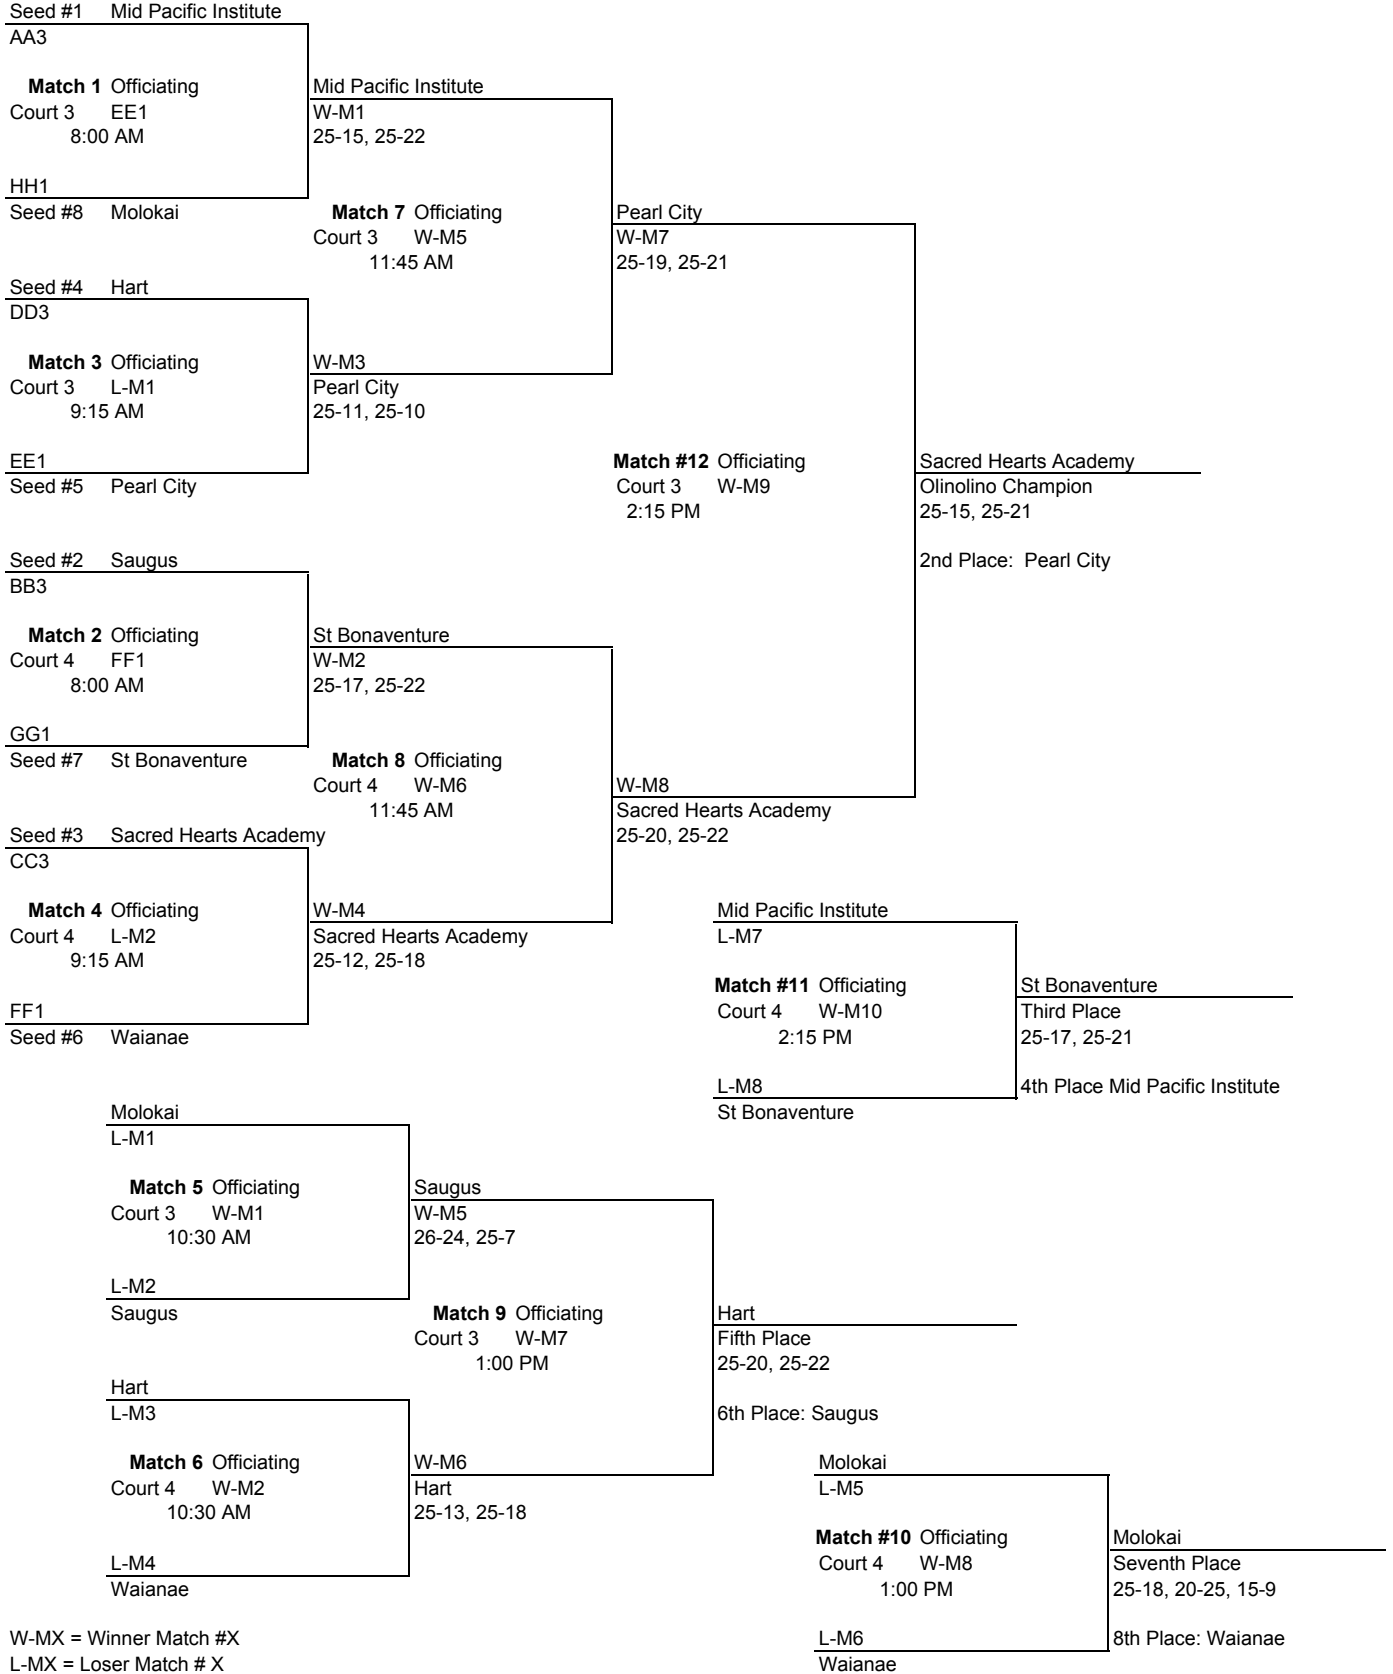 Seed #1 Mid Pacific Institute
AA3
Match 1 Officiating
Court 3 EE1
8:00 AM
HH1
Seed #8 Molokai
Mid Pacific Institute
W-M1
25-15, 25-22
Match 7 Officiating
Court 3 W-M5
11:45 AM
Seed #4 Hart
DD3
Match 3 Officiating
Court 3 L-M1
9:15 AM
EE1
Seed #5 Pearl City
W-M3
Pearl City
25-11, 25-10
Pearl City
W-M7
25-19, 25-21
Match #12 Officiating
Court 3 W-M9
2:15 PM
Sacred Hearts Academy
Olinolino Champion
25-15, 25-21
2nd Place: Pearl City
Seed #2 Saugus
BB3
Match 2 Officiating
Court 4 FF1
8:00 AM
GG1
Seed #7 St Bonaventure
St Bonaventure
W-M2
25-17, 25-22
Match 8 Officiating
Court 4 W-M6
11:45 AM
W-M8
Sacred Hearts Academy
25-20, 25-22
Seed #3 Sacred Hearts Academy
CC3
Match 4 Officiating
Court 4 L-M2
9:15 AM
FF1
Seed #6 Waianae
W-M4
Sacred Hearts Academy
25-12, 25-18
Mid Pacific Institute
L-M7
Match #11 Officiating
Court 4 W-M10
2:15 PM
L-M8
St Bonaventure
St Bonaventure
Third Place
25-17, 25-21
4th Place Mid Pacific Institute
Molokai
L-M1
Match 5 Officiating
Court 3 W-M1
10:30 AM
L-M2
Saugus
Saugus
W-M5
26-24, 25-7
Match 9 Officiating
Court 3 W-M7
1:00 PM
Hart
Fifth Place
25-20, 25-22
6th Place: Saugus
Hart
L-M3
Match 6 Officiating
Court 4 W-M2
10:30 AM
L-M4
Waianae
W-M6
Hart
25-13, 25-18
Molokai
L-M5
Match #10 Officiating
Court 4 W-M8
1:00 PM
L-M6
Waianae
Molokai
Seventh Place
25-18, 20-25, 15-9
8th Place: Waianae
W-MX = Winner Match #X
L-MX = Loser Match # X